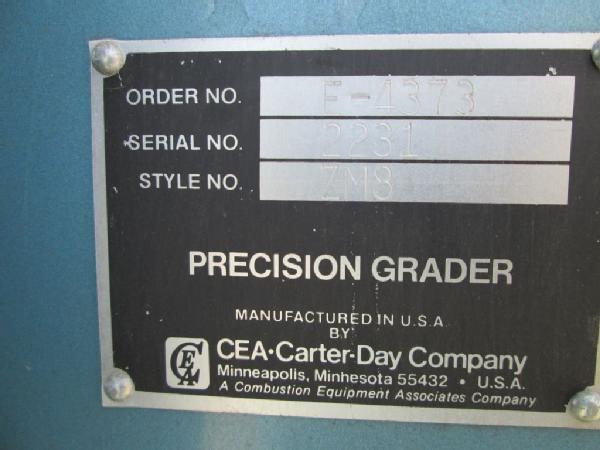 ORDER NO. F-4373
SERIAL NO. 2231
STYLE NO. ZM8
PRECISION GRADER
MANUFACTURED IN U.S.A.
BY
CEA CEA·Carter-Day Company
Minneapolis, Minnesota 55432 • U.S.A.
A Combustion Equipment Associates Company